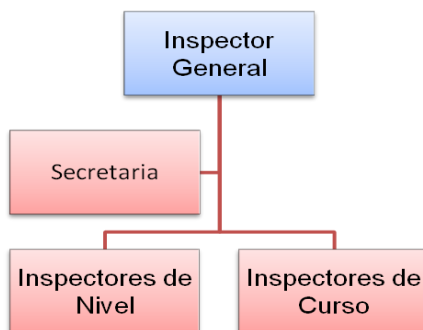 Inspector
General
Secretaria
Inspectores de
Nivel
Inspectores de
Curso